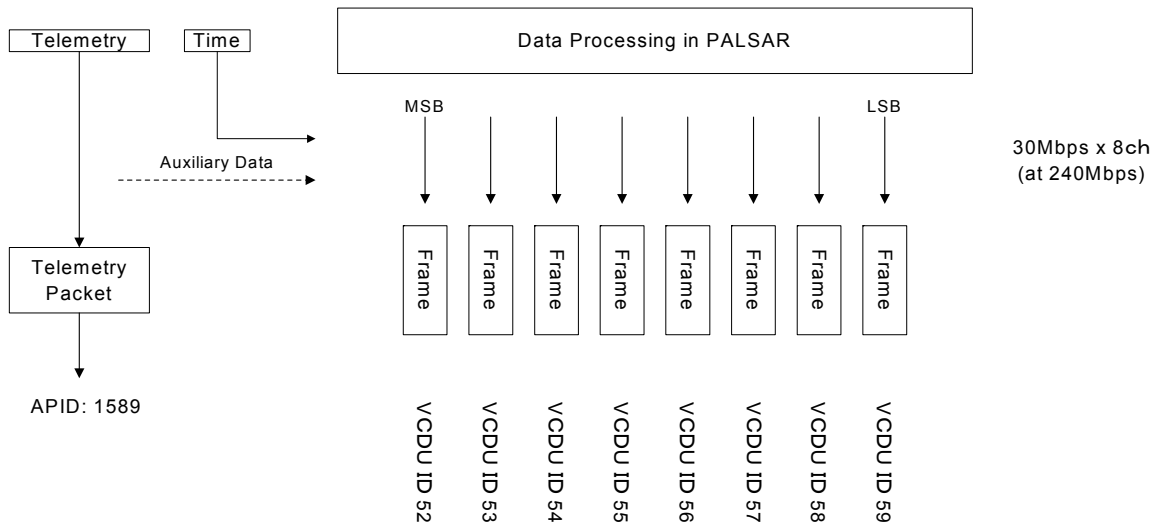 Telemetry
Time
Data Processing in PALSAR
MSB
LSB
30Mbps x 8ch
(at 240Mbps)
Auxiliary Data
Telemetry
Packet
Frame
Frame
Frame
Frame
Frame
Frame
Frame
Frame
APID: 1589
VCDU ID 52
VCDU ID 53
VCDU ID 54
VCDU ID 55
VCDU ID 56
VCDU ID 57
VCDU ID 58
VCDU ID 59